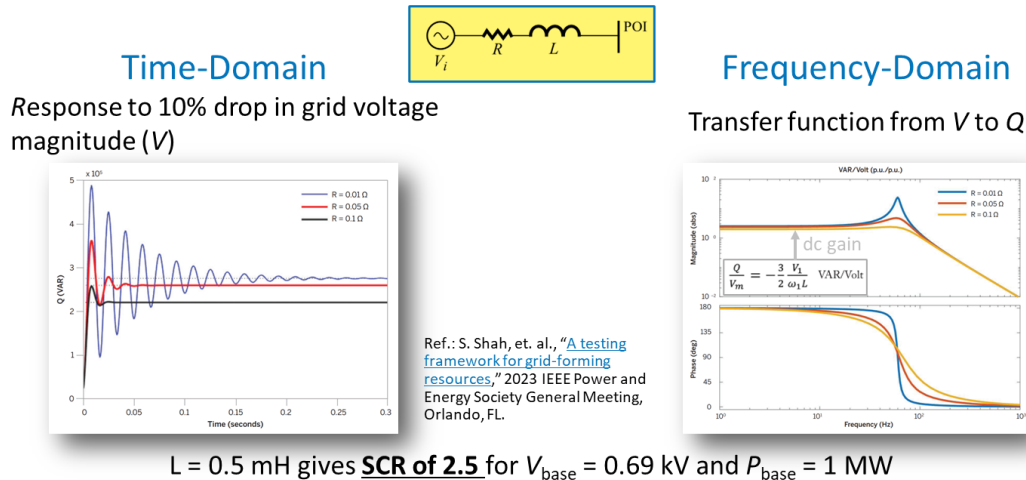 POI
V_i
R
L
Time-Domain
Frequency-Domain
Response to 10% drop in grid voltage
magnitude (V)
Transfer function from V to Q
x 10⁵
5
4
3
2
1
0
Q (VAR)
R = 0.01 Ω
R = 0.05 Ω
R = 0.1 Ω
0 0.05 0.1 0.15 0.2 0.25 0.3
Time (seconds)
Ref.: S. Shah, et. al., “A testing
framework for grid-forming
resources,” 2023 IEEE Power and
Energy Society General Meeting,
Orlando, FL.
VAR/Volt (p.u./p.u.)
Magnitude (abs)
R = 0.01 Ω
R = 0.05 Ω
R = 0.1 Ω
dc gain
Q/V_m = −3/2 V_1/ω_1L VAR/Volt
180
135
90
45
0
Phase (deg)
10¹ 10²
Frequency (Hz)
L = 0.5 mH gives SCR of 2.5 for V_base = 0.69 kV and P_base = 1 MW